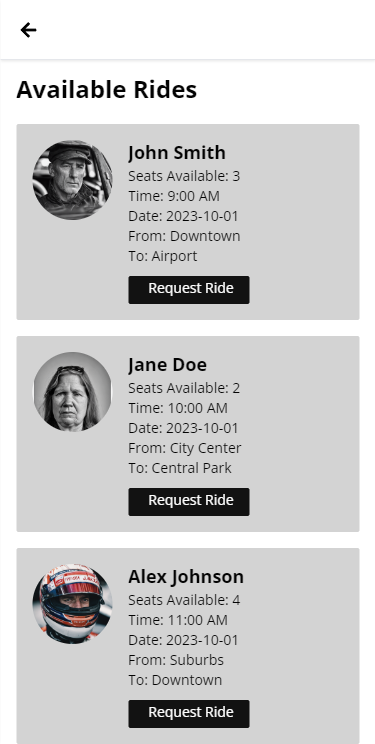 Available Rides
John Smith
Seats Available: 3
Time: 9:00 AM
Date: 2023-10-01
From: Downtown
To: Airport
Request Ride
Jane Doe
Seats Available: 2
Time: 10:00 AM
Date: 2023-10-01
From: City Center
To: Central Park
Request Ride
Alex Johnson
Seats Available: 4
Time: 11:00 AM
Date: 2023-10-01
From: Suburbs
To: Downtown
Request Ride